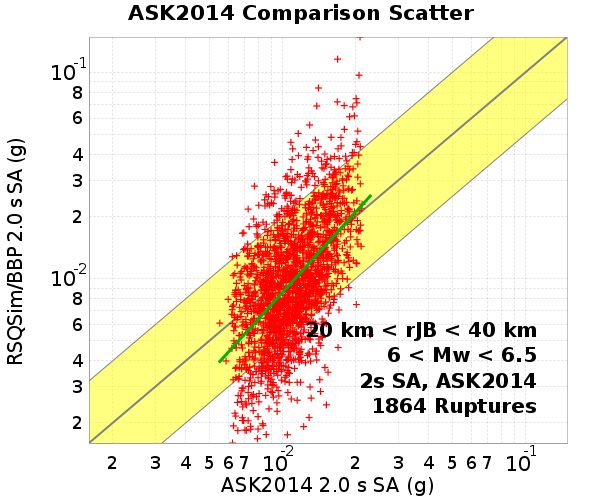 ASK2014 Comparison Scatter
RSQSim/BBP 2.0 s SA (g)
10⁻¹
8
6
4
3
2
10⁻²
8
6
4
3
2
20 km < rJB < 40 km
6 < Mw < 6.5
2s SA, ASK2014
1864 Ruptures
2 3 4 5 6 7 10⁻² 2 3 4 5 6 7 10⁻¹
ASK2014 2.0 s SA (g)